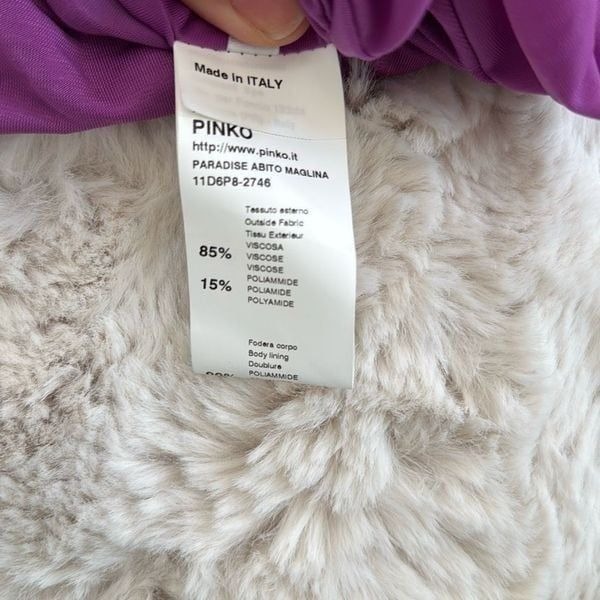 Made in ITALY
PINKO
http://www.pinko.it
PARADISE ABITO MAGLINA
11D6P8-2746
Tessuto esterno
Outside Fabric
Tissu Exterieur
85% VISCOSA
VISCOSE
VISCOSE
15% POLIAMMIDE
POLIAMIDE
POLYAMIDE
Fodera corpo
Body lining
Doublure
POLIAMMIDE